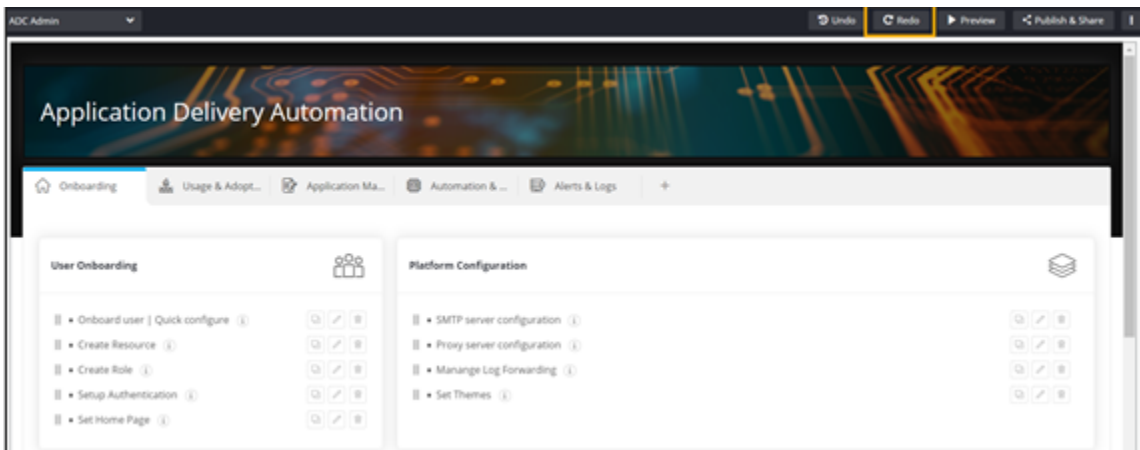 ADC Admin Undo Redo Preview Publish & Share
Application Delivery Automation
Onboarding Usage & Adopt... Application Ma... Automation & ... Alerts & Logs +
User Onboarding
Onboard user | Quick configure
Create Resource
Create Role
Setup Authentication
Set Home Page
Platform Configuration
SMTP server configuration
Proxy server configuration
Manange Log Forwarding
Set Themes